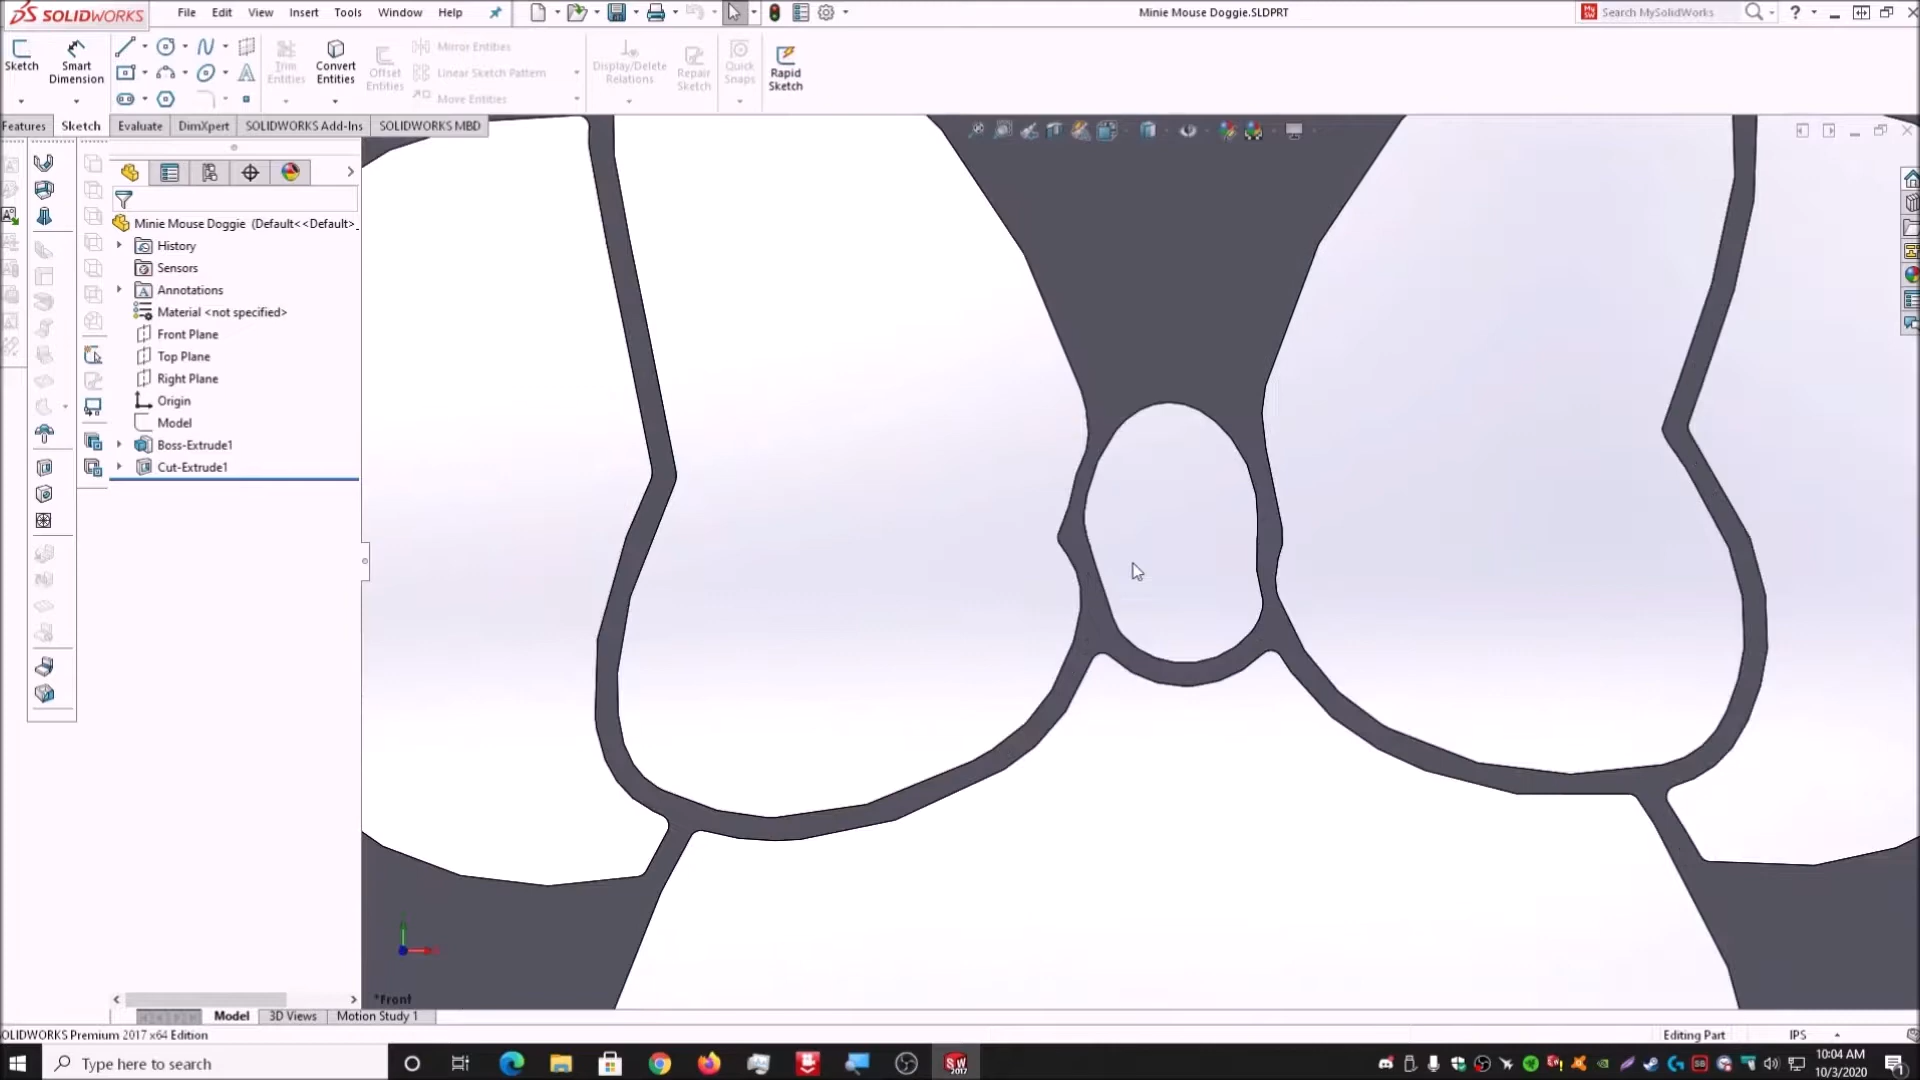 SOLIDWORKS File Edit View Insert Tools Window Help Minie Mouse Doggie.SLDPRT Search MySolidWorks
Sketch Smart Dimension Trim Entities Convert Entities Offset Entities Mirror Entities Linear Sketch Pattern Move Entities Display/Delete Relations Repair Sketch Quick Snaps Rapid Sketch
Features Sketch Evaluate DimXpert SOLIDWORKS Add-Ins SOLIDWORKS MBD
Minie Mouse Doggie (Default<<Default>_
History
Sensors
Annotations
Material <not specified>
Front Plane
Top Plane
Right Plane
Origin
Model
Boss-Extrude1
Cut-Extrude1
*Front
Model 3D Views Motion Study 1
OLIDWORKS Premium 2017 x64 Edition Editing Part IPS
Type here to search
10:04 AM
10/3/2020